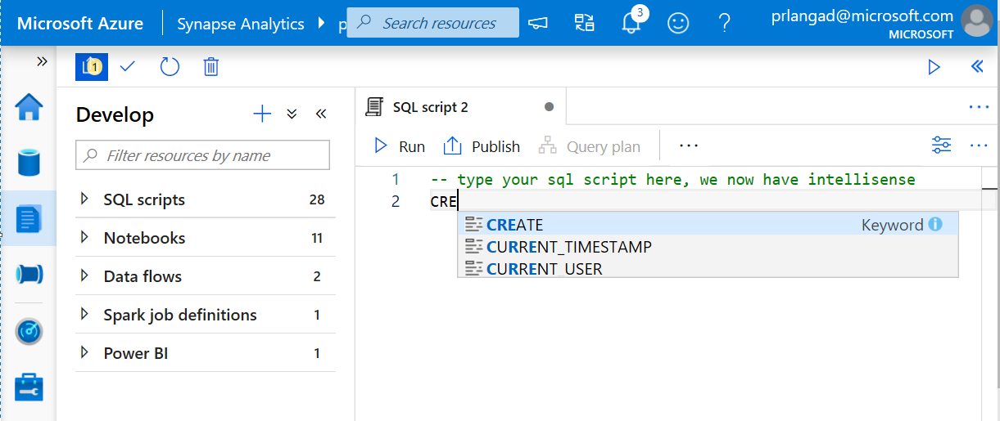 Microsoft Azure
Synapse Analytics
p
Search resources
3
prlangad@microsoft.com
MICROSOFT
1
Develop
Filter resources by name
SQL scripts 28
Notebooks 11
Data flows 2
Spark job definitions 1
Power BI 1
SQL script 2
Run
Publish
Query plan
1 -- type your sql script here, we now have intellisense
2 CRE
CREATE Keyword
CURRENT_TIMESTAMP
CURRENT_USER